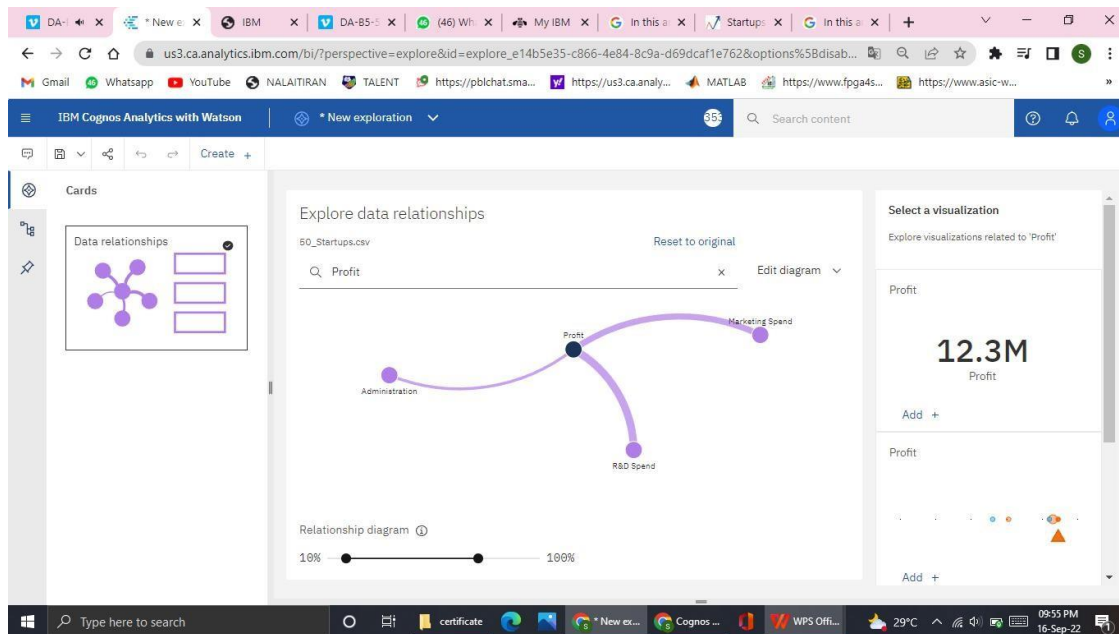 DA-I
* New e
IBM
DA-B5-5
(46) Wh
My IBM
In this a
Startups
In this a
us3.ca.analytics.ibm.com/bi/?perspective=explore&id=explore_e14b5e35-c866-4e84-8c9a-d69dcaf1e762&options%5Bdisab...
S
Gmail
46
Whatsapp
YouTube
NALAITIRAN
TALENT
https://pblchat.sma...
https://us3.ca.analy...
MATLAB
https://www.fpga4s...
https://www.asic-w...
»
IBM Cognos Analytics with Watson
* New exploration
353
Search content
Create +
Cards
Data relationships
Explore data relationships
50_Startups.csv
Reset to original
Profit
Edit diagram
Profit
Marketing Spend
Administration
R&D Spend
Relationship diagram
10%
100%
Select a visualization
Explore visualizations related to 'Profit'
Profit
12.3M
Profit
Add +
Profit
Add +
Type here to search
certificate
* New ex...
Cognos ...
WPS Offi...
29°C
09:55 PM
16-Sep-22